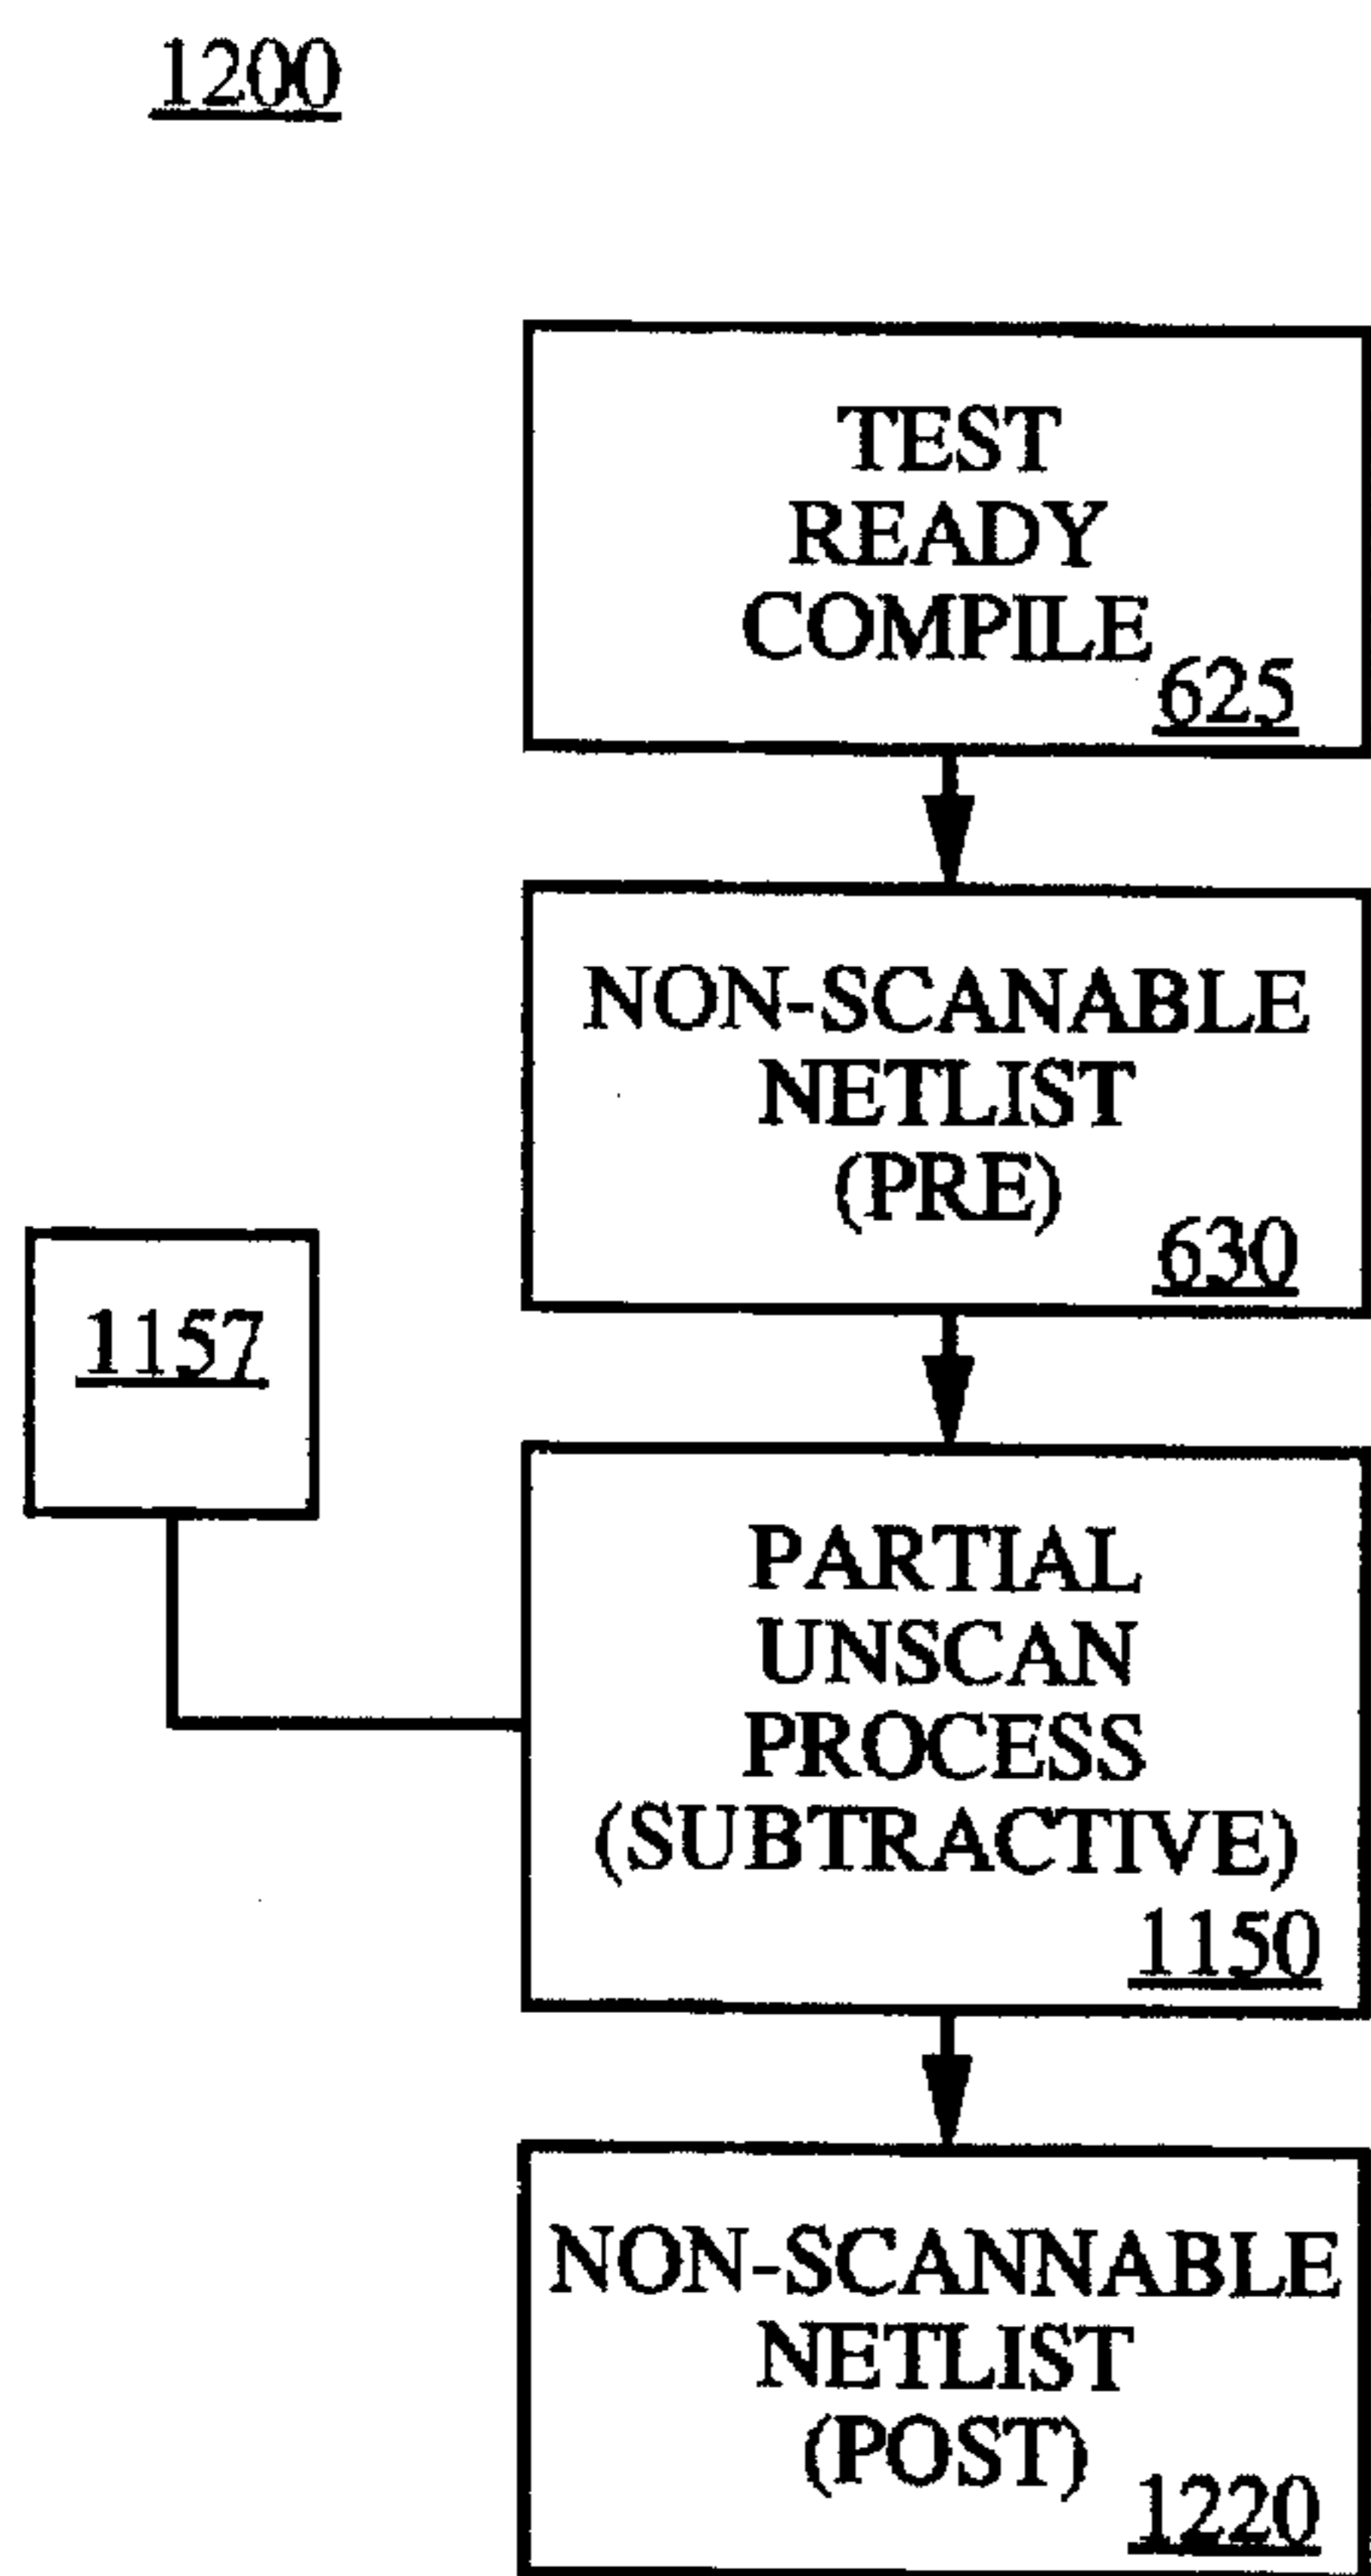 1200
TEST
READY
COMPILE
625
NON-SCANABLE
NETLIST
(PRE)
630
1157
PARTIAL
UNSCAN
PROCESS
(SUBTRACTIVE)
1150
NON-SCANNABLE
NETLIST
(POST)
1220